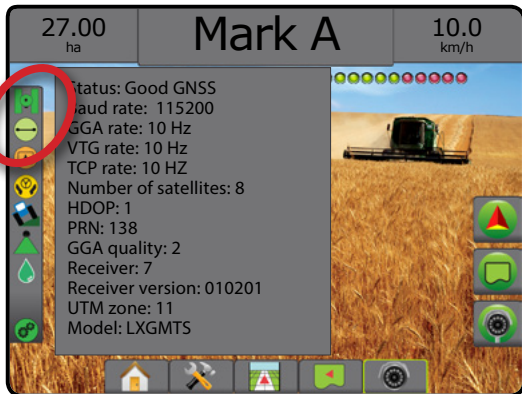 27.00
ha
Mark A
10.0
km/h
Status: Good GNSS
Baud rate: 115200
GGA rate: 10 Hz
VTG rate: 10 Hz
TCP rate: 10 HZ
Number of satellites: 8
HDOP: 1
PRN: 138
GGA quality: 2
Receiver: 7
Receiver version: 010201
UTM zone: 11
Model: LXGMTS